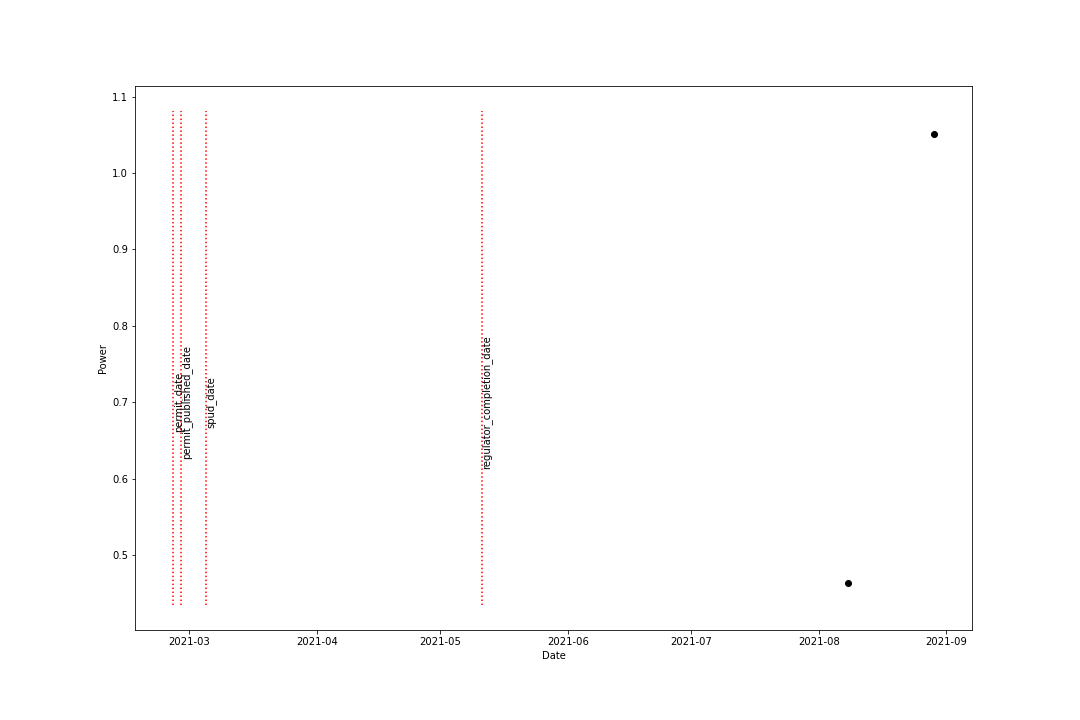 1.1
1.0
0.9
0.8
0.7
0.6
0.5
Power
permit_date
permit_published_date
spud_date
regulator_completion_date
2021-03
2021-04
2021-05
2021-06
2021-07
2021-08
2021-09
Date